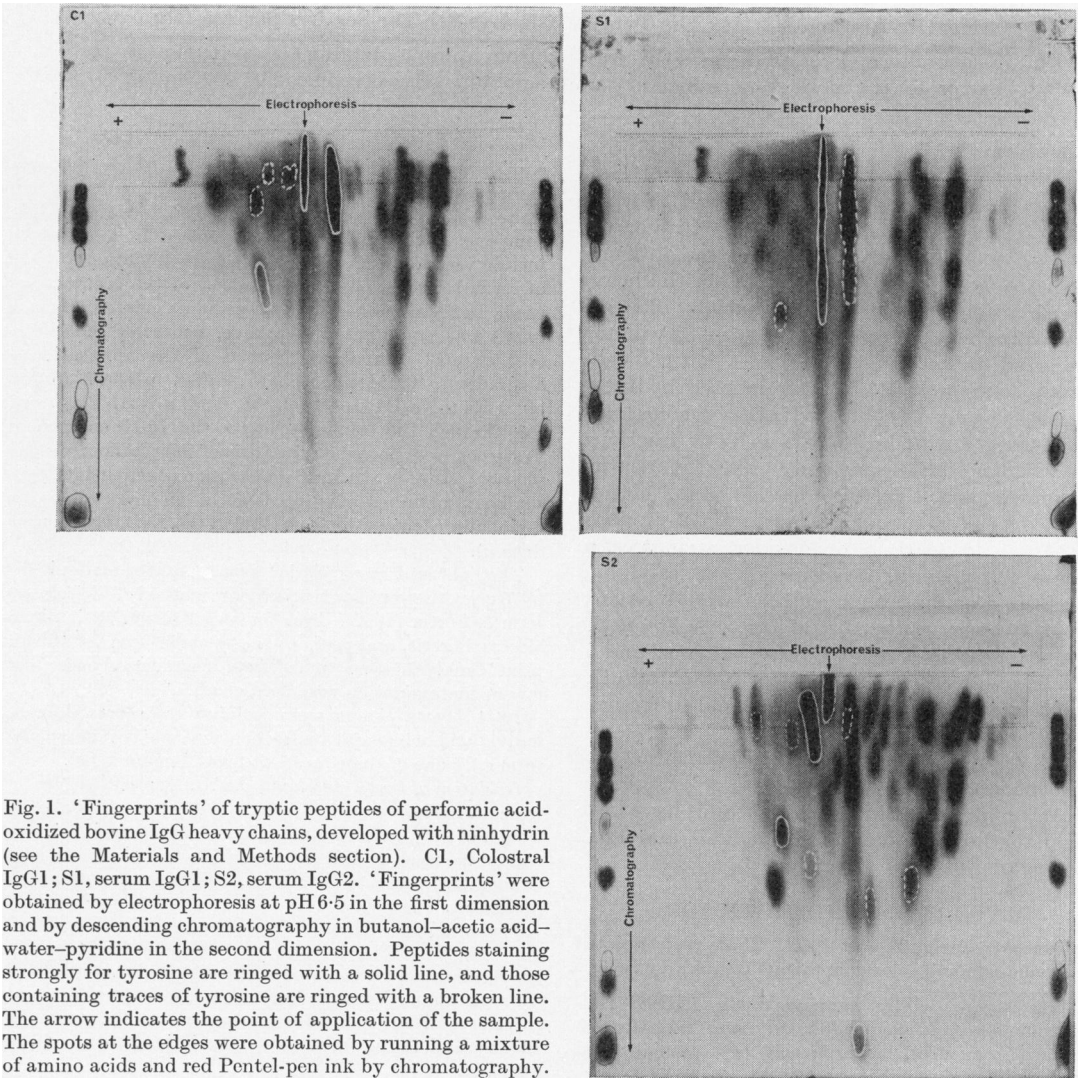 C1
Electrophoresis
+
−
Chromatography
S1
Electrophoresis
+
−
Chromatography
S2
Electrophoresis
+
−
Chromatography
Fig. 1. ‘Fingerprints’ of tryptic peptides of performic acid-
oxidized bovine IgG heavy chains, developed with ninhydrin
(see the Materials and Methods section). C1, Colostral
IgG1; S1, serum IgG1; S2, serum IgG2. ‘Fingerprints’ were
obtained by electrophoresis at pH 6·5 in the first dimension
and by descending chromatography in butanol–acetic acid–
water–pyridine in the second dimension. Peptides staining
strongly for tyrosine are ringed with a solid line, and those
containing traces of tyrosine are ringed with a broken line.
The arrow indicates the point of application of the sample.
The spots at the edges were obtained by running a mixture
of amino acids and red Pentel-pen ink by chromatography.